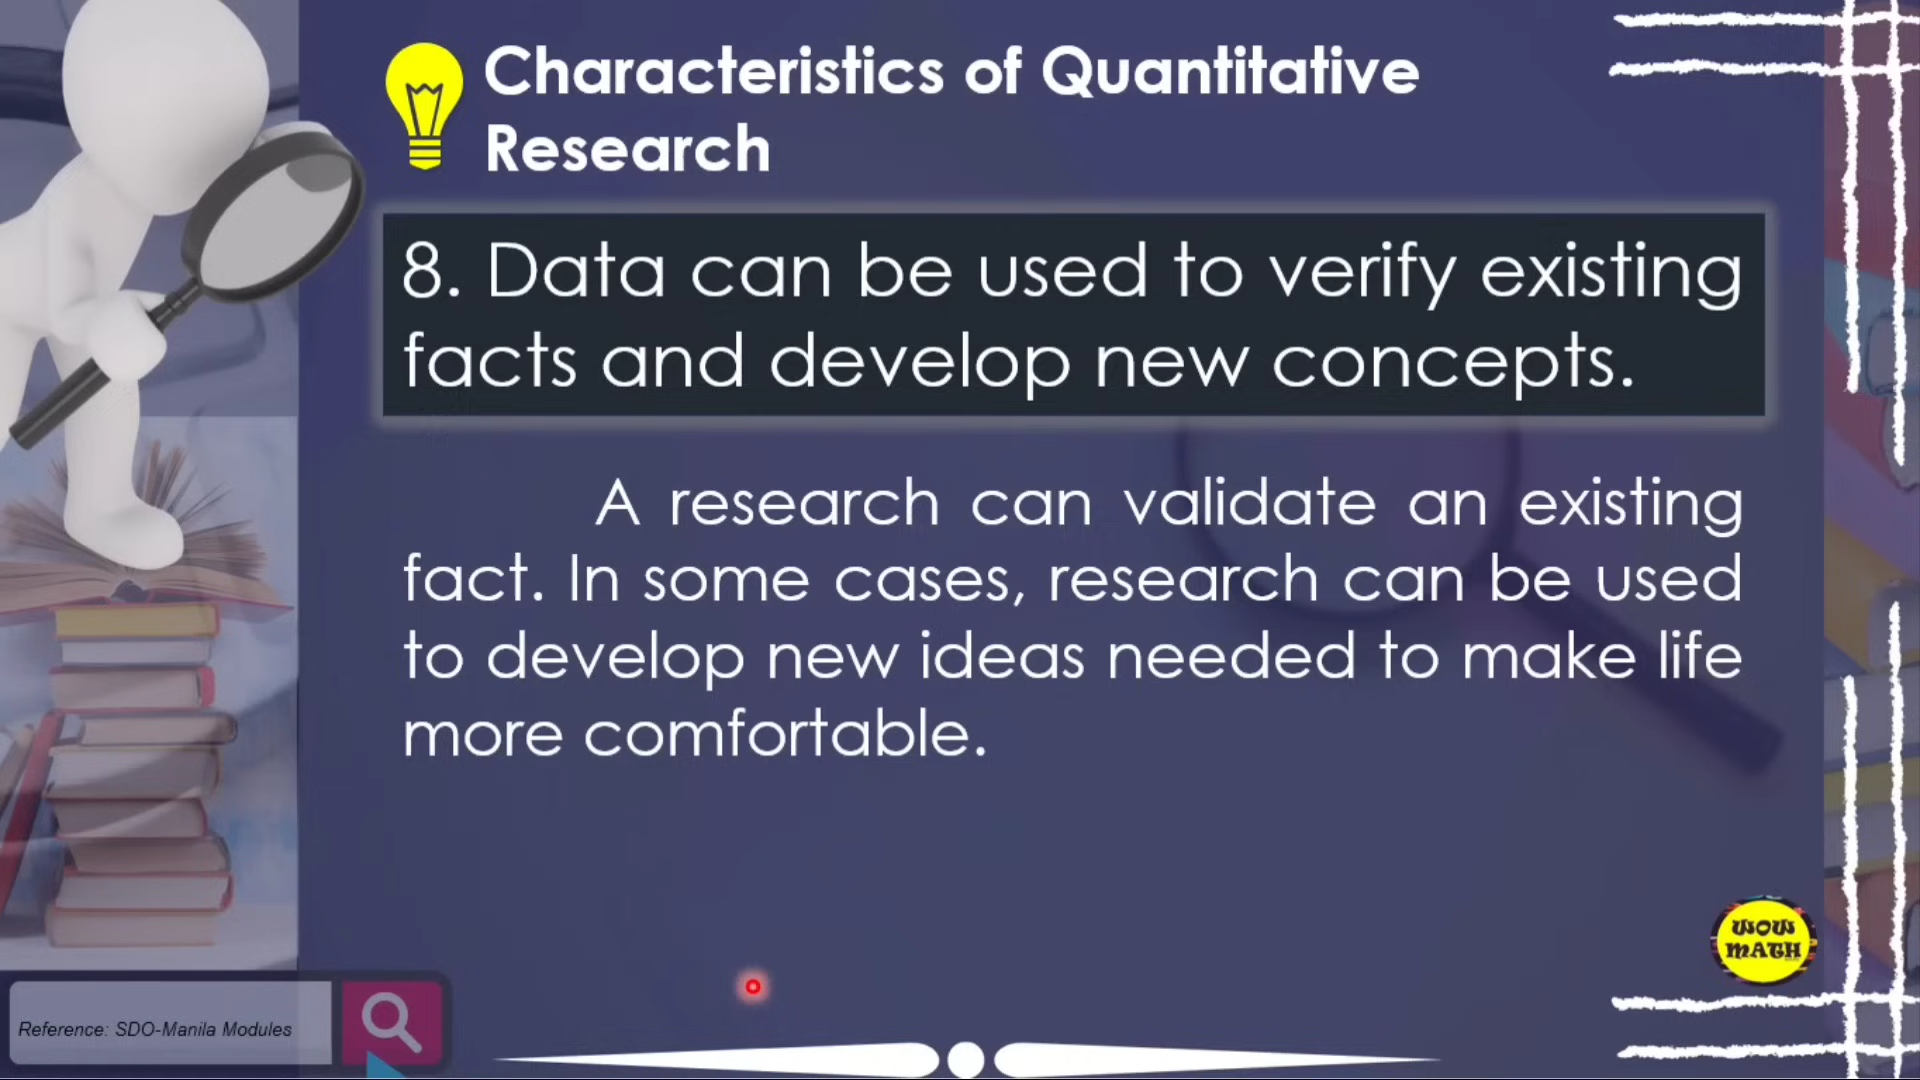 Characteristics of Quantitative
Research
8. Data can be used to verify existing
facts and develop new concepts.
A research can validate an existing
fact. In some cases, research can be used
to develop new ideas needed to make life
more comfortable.
WOW
MATH
Reference: SDO-Manila Modules